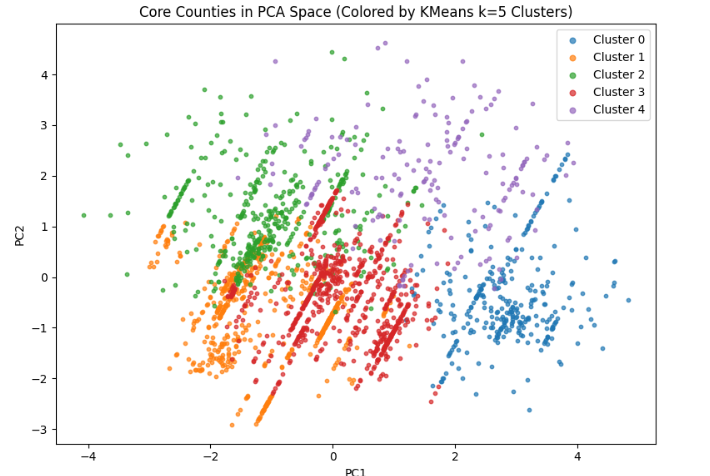 Core Counties in PCA Space (Colored by KMeans k=5 Clusters)
Cluster 0
Cluster 1
Cluster 2
Cluster 3
Cluster 4
4
3
2
1
0
−1
−2
−3
PC2
−4
−2
0
2
4
PC1